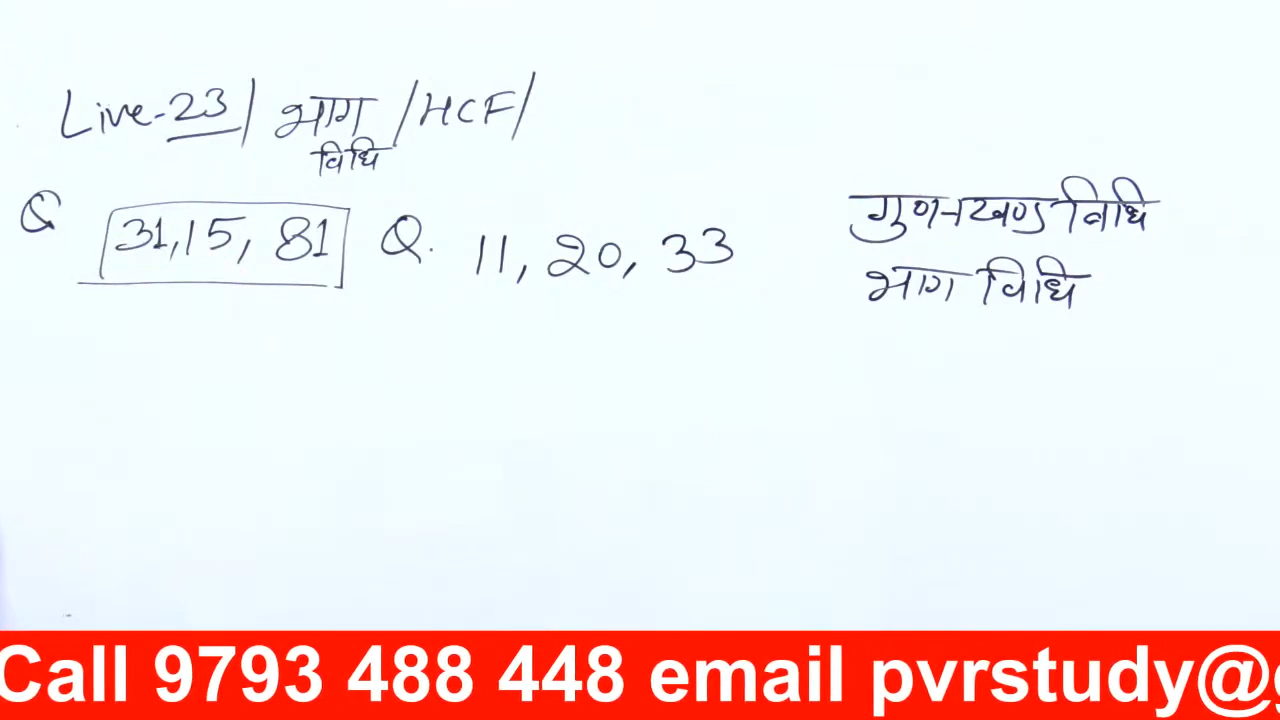 Live-23 / भाग / HCF /
विधि
Q 31, 15, 81 Q. 11, 20, 33
गुणनखण्ड विधि
भाग विधि
Call 9793 488 448 email pvrstudy@g